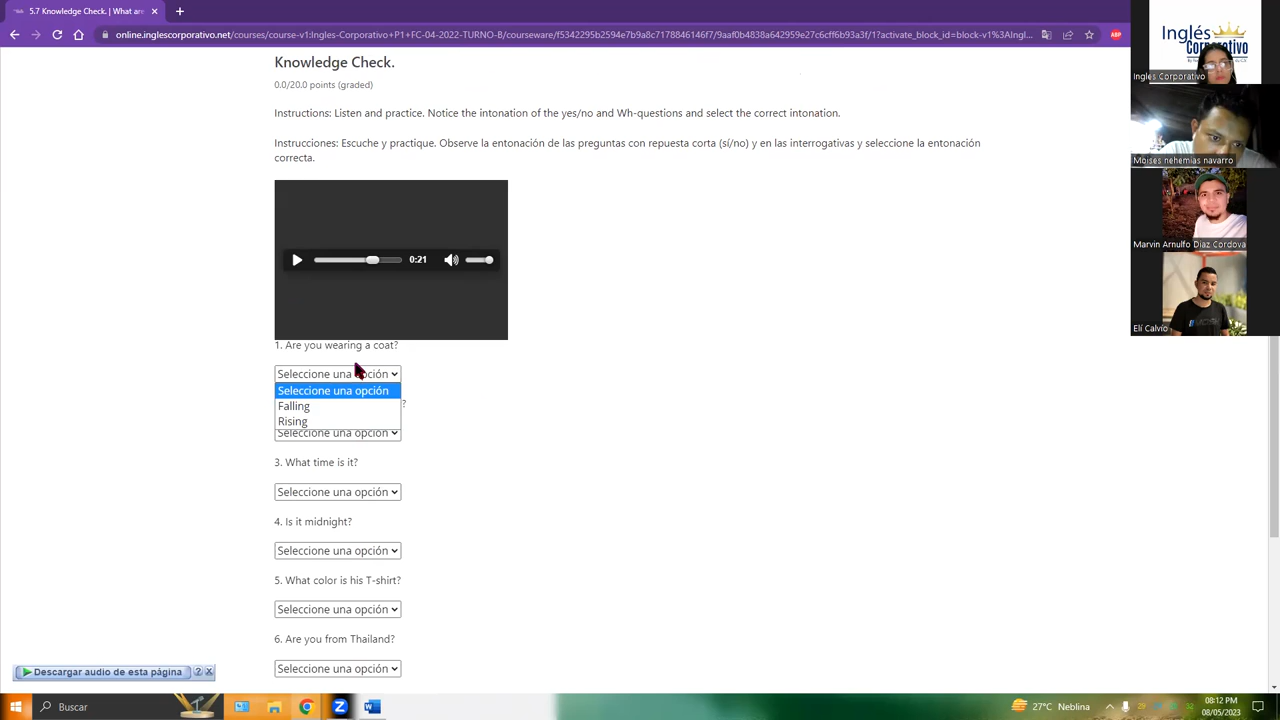 5.7 Knowledge Check. | What are
online.inglescorporativo.net/courses/course-v1:Ingles-Corporativo+P1+FC-04-2022-TURNO-B/courseware/f5342295b2594e7b9a8c7178846146f7/9aaf0b4838a642959e27c6cff6b93a3f/1?activate_block_id=block-v1%3AIngl...
Knowledge Check.
0.0/20.0 points (graded)
Instructions: Listen and practice. Notice the intonation of the yes/no and Wh-questions and select the correct intonation.
Instrucciones: Escuche y practique. Observe la entonación de las preguntas con repuesta corta (sí/no) y en las interrogativas y seleccione la entonación
correcta.
0:21
1. Are you wearing a coat?
Seleccione una opción
Seleccione una opción
Falling
?
Rising
Seleccione una opción
3. What time is it?
Seleccione una opción
4. Is it midnight?
Seleccione una opción
5. What color is his T-shirt?
Seleccione una opción
6. Are you from Thailand?
Seleccione una opción
Descargar audio de esta página ? X
Buscar
27°C Neblina
08:12 PM
08/05/2023
Inglés
Corporativo
Ingles Corporativo
Moises nehemias navarro
Marvin Arnulfo Diaz Cordova
Elí Calvío
ABP